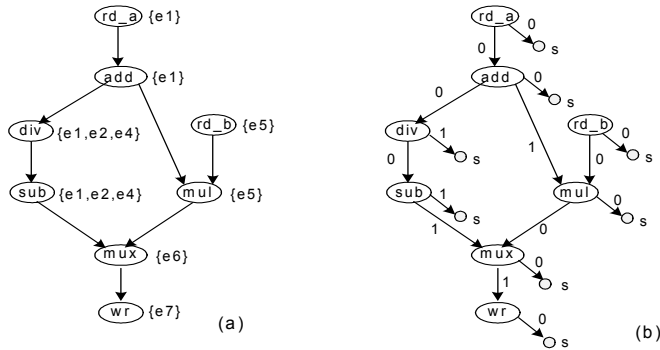 rd_a {e1}
add {e1}
div {e1,e2,e4}
rd_b {e5}
sub {e1,e2,e4}
mul {e5}
mux {e6}
wr {e7}
(a)
rd_a 0 s
0
add 0 s
0
1
div 1 s
rd_b 0 s
0
0
sub 1 s
mul 0 s
1
0
mux 0 s
1
wr 0 s
(b)